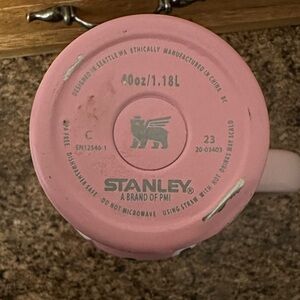 DESIGNED IN SEATTLE WA ETHICALLY MANUFACTURED IN CHINA
40oz/1.18L
C
EN12546-1
23
20-03403
STANLEY®
A BRAND OF PMI
DISHWASHER SAFE ·DO NOT MICROWAVE USING STRAW WITH HOT DRINKS MAY SCALD